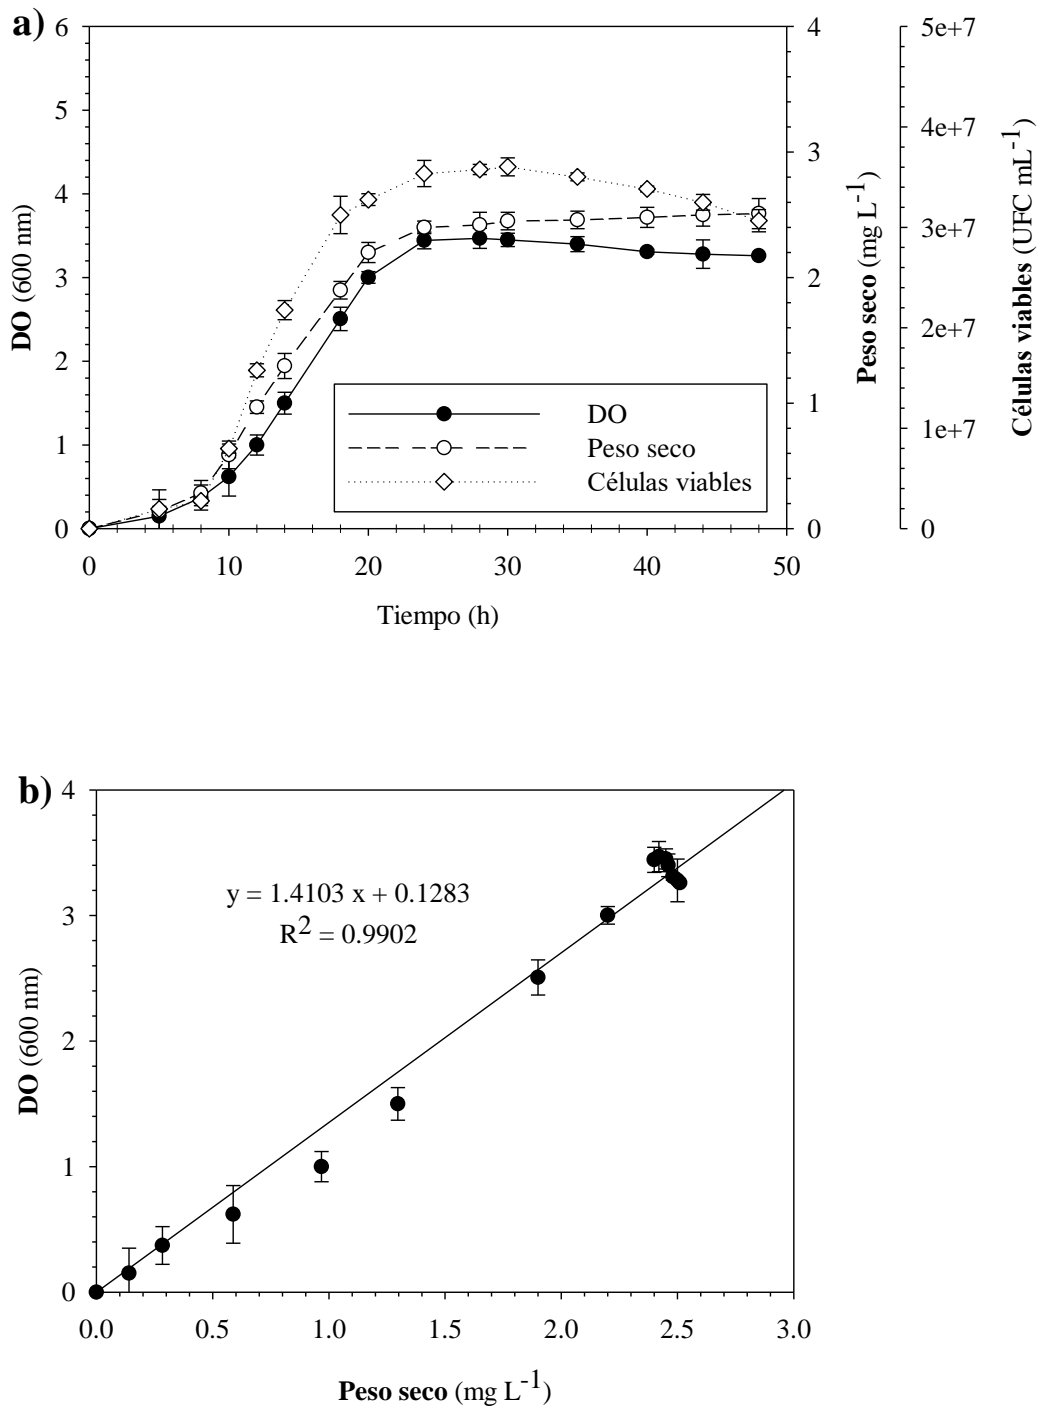 a)
6
5
4
3
2
1
0
DO (600 nm)
4
3
2
1
0
Peso seco (mg L-1)
5e+7
4e+7
3e+7
2e+7
1e+7
0
Células viables (UFC mL-1)
DO
Peso seco
Células viables
0 10 20 30 40 50
Tiempo (h)
b)
4
3
2
1
0
DO (600 nm)
y = 1.4103 x + 0.1283
R2 = 0.9902
0.0 0.5 1.0 1.5 2.0 2.5 3.0
Peso seco (mg L-1)